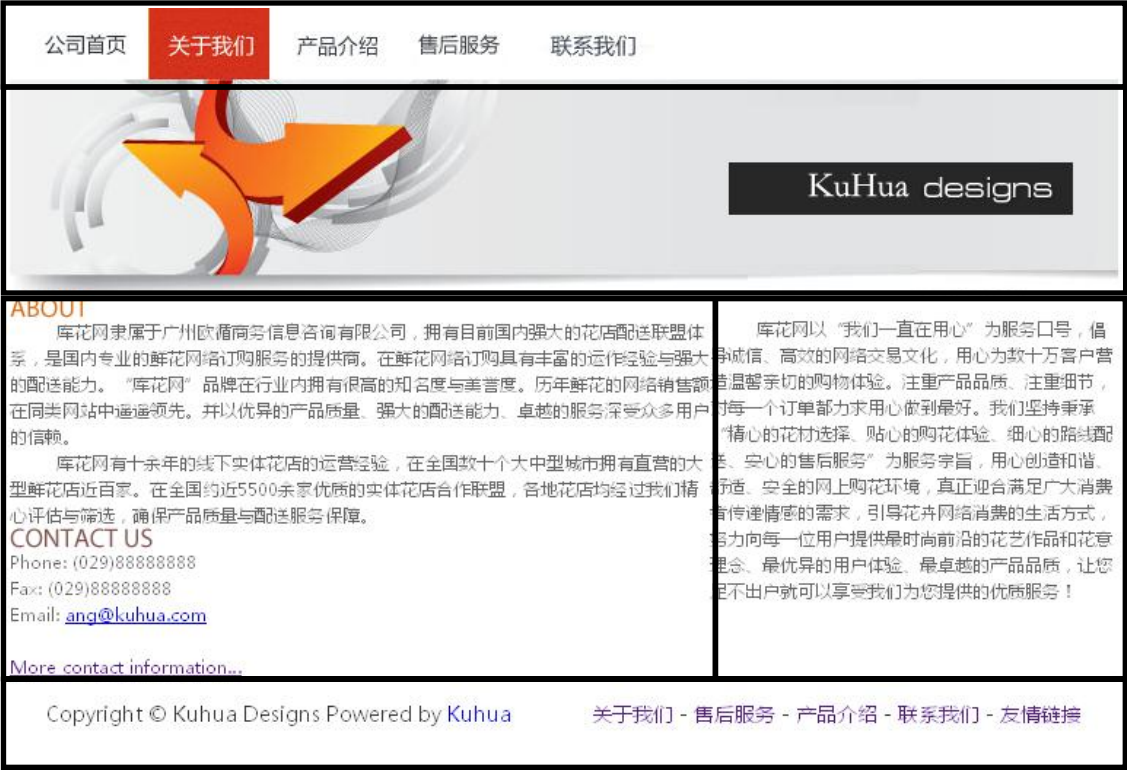 公司首页 关于我们 产品介绍 售后服务 联系我们
KuHua designs
ABOUT
库花网隶属于广州欧循商务信息咨询有限公司，拥有目前国内强大的花店配送联盟体
系，是国内专业的鲜花网络订购服务的提供商。在鲜花网络订购具有丰富的运作经验与强大
的配送能力。 “库花网”品牌在行业内拥有很高的知名度与美誉度。历年鲜花的网络销售额
在同类网站中遥遥领先。并以优异的产品质量、强大的配送能力、卓越的服务深受众多用户
的信赖。
库花网有十余年的线下实体花店的运营经验，在全国数十个大中型城市拥有直营的大
型鲜花店近百家。在全国约近5500余家优质的实体花店合作联盟，各地花店均经过我们精
心评估与筛选，确保产品质量与配送服务保障。
CONTACT US
Phone: (029)88888888
Fax: (029)88888888
Email: ang@kuhua.com
More contact information...
库花网以“我们一直在用心”为服务口号，倡
导诚信、高效的网络交易文化，用心为数十万客户营
造温馨亲切的购物体验。注重产品品质、注重细节，
对每一个订单都力求用心做到最好。我们坚持秉承
“精心的花材选择、贴心的购花体验、细心的路线配
送、安心的售后服务”为服务宗旨，用心创造和谐、
舒适、安全的网上购花环境，真正迎合满足广大消费
者传递情感的需求，引导花卉网络消费的生活方式，
努力向每一位用户提供最时尚前沿的花艺作品和花意
理念、最优异的用户体验、最卓越的产品品质，让您
足不出户就可以享受我们为您提供的优质服务！
Copyright © Kuhua Designs Powered by Kuhua 关于我们 - 售后服务 - 产品介绍 - 联系我们 - 友情链接